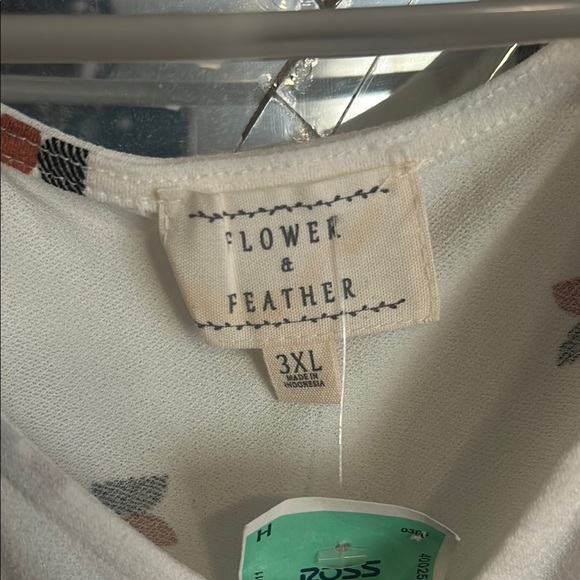 FLOWER
&
FEATHER
3XL
MADE IN
INDONESIA
H
ROSS